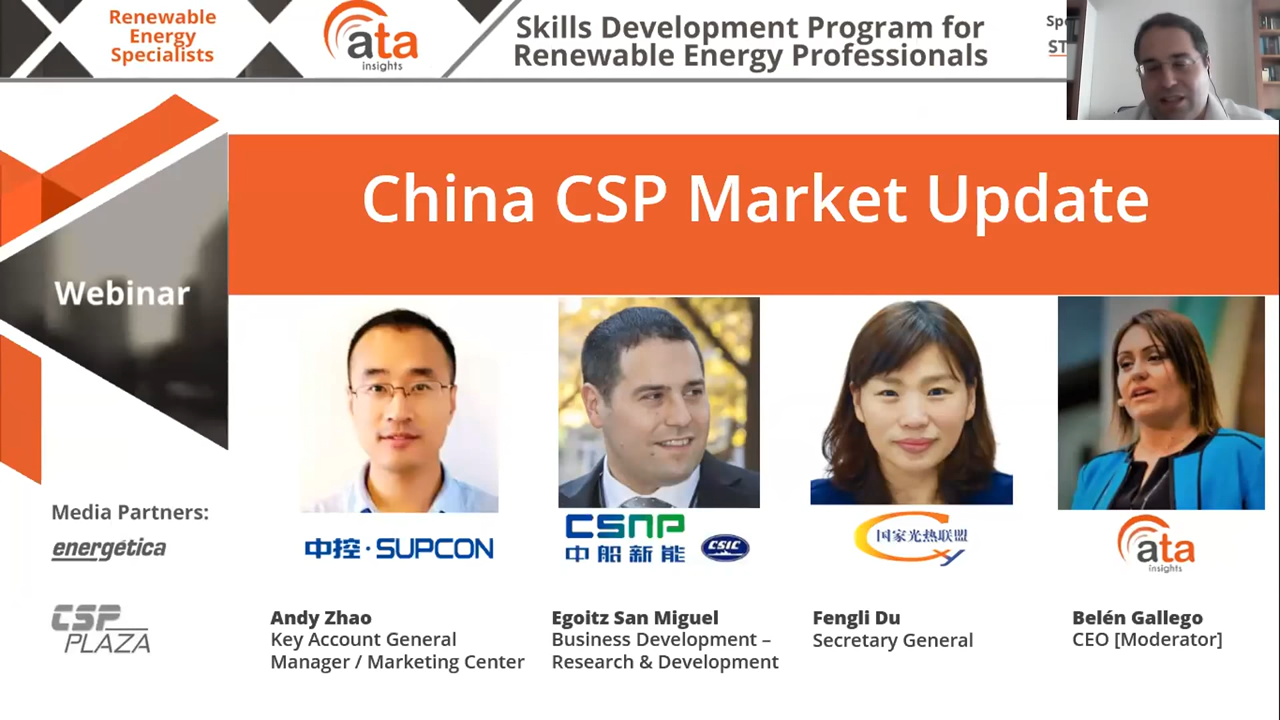 Renewable
Energy
Specialists
ata
insights
Skills Development Program for
Renewable Energy Professionals
China CSP Market Update
Webinar
Media Partners:
energética
CSP
PLAZA
中控·SUPCON
Andy Zhao
Key Account General
Manager / Marketing Center
CSNP
中船新能
CSIC
Egoitz San Miguel
Business Development –
Research & Development
国家光热联盟
Fengli Du
Secretary General
ata
insights
Belén Gallego
CEO [Moderator]